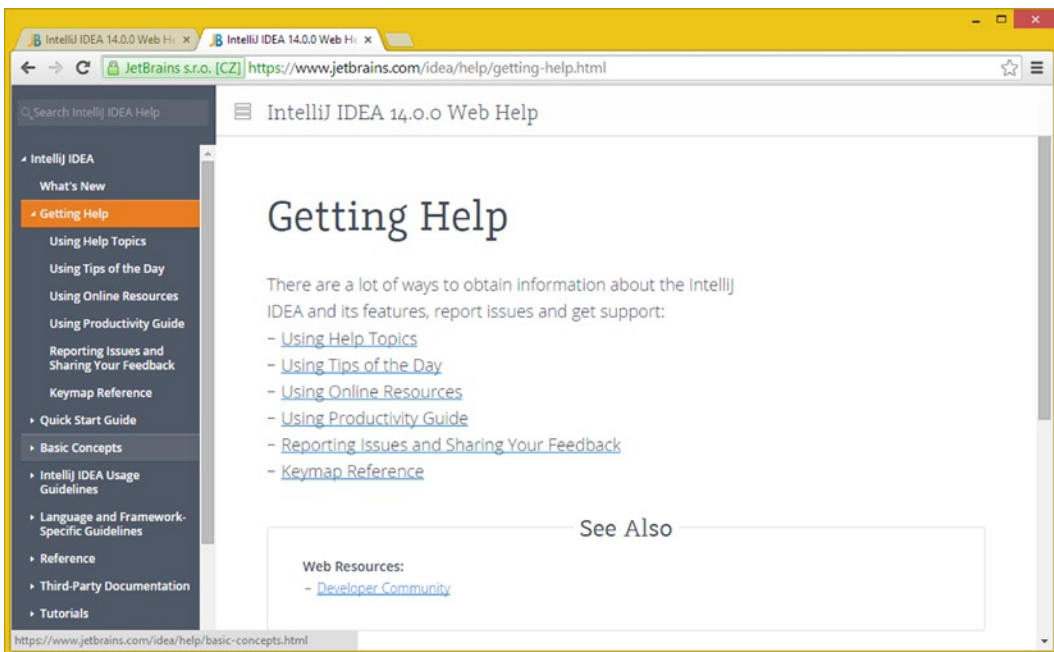 IntelliJ IDEA 14.0.0 Web He
IntelliJ IDEA 14.0.0 Web He
JetBrains s.r.o. [CZ] https://www.jetbrains.com/idea/help/getting-help.html
Search IntelliJ IDEA Help
IntelliJ IDEA
What's New
Getting Help
Using Help Topics
Using Tips of the Day
Using Online Resources
Using Productivity Guide
Reporting Issues and
Sharing Your Feedback
Keymap Reference
Quick Start Guide
Basic Concepts
IntelliJ IDEA Usage
Guidelines
Language and Framework-
Specific Guidelines
Reference
Third-Party Documentation
Tutorials
https://www.jetbrains.com/idea/help/basic-concepts.html
IntelliJ IDEA 14.0.0 Web Help
Getting Help
There are a lot of ways to obtain information about the IntelliJ
IDEA and its features, report issues and get support:
– Using Help Topics
– Using Tips of the Day
– Using Online Resources
– Using Productivity Guide
– Reporting Issues and Sharing Your Feedback
– Keymap Reference
See Also
Web Resources:
– Developer Community